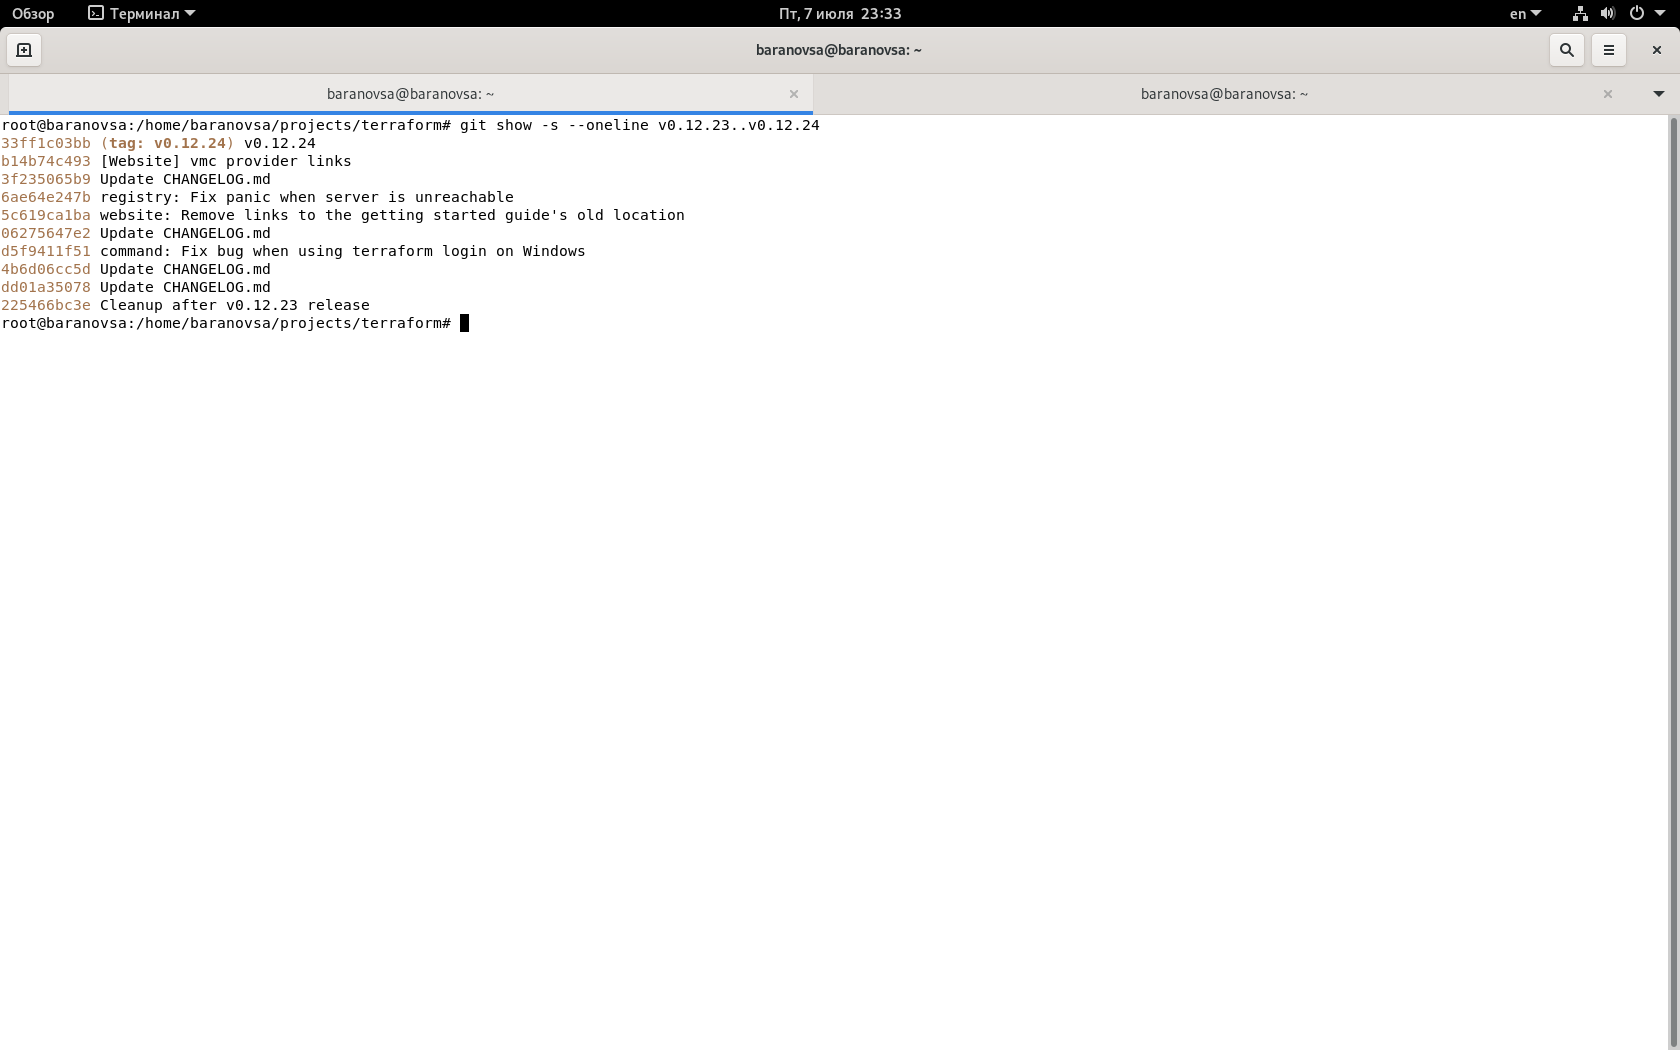 Обзор Терминал Пт, 7 июля 23:33 en
baranovsa@baranovsa: ~
baranovsa@baranovsa: ~ baranovsa@baranovsa: ~
root@baranovsa:/home/baranovsa/projects/terraform# git show -s --oneline v0.12.23..v0.12.24
33ff1c03bb (tag: v0.12.24) v0.12.24
b14b74c493 [Website] vmc provider links
3f235065b9 Update CHANGELOG.md
6ae64e247b registry: Fix panic when server is unreachable
5c619ca1ba website: Remove links to the getting started guide's old location
06275647e2 Update CHANGELOG.md
d5f9411f51 command: Fix bug when using terraform login on Windows
4b6d06cc5d Update CHANGELOG.md
dd01a35078 Update CHANGELOG.md
225466bc3e Cleanup after v0.12.23 release
root@baranovsa:/home/baranovsa/projects/terraform#